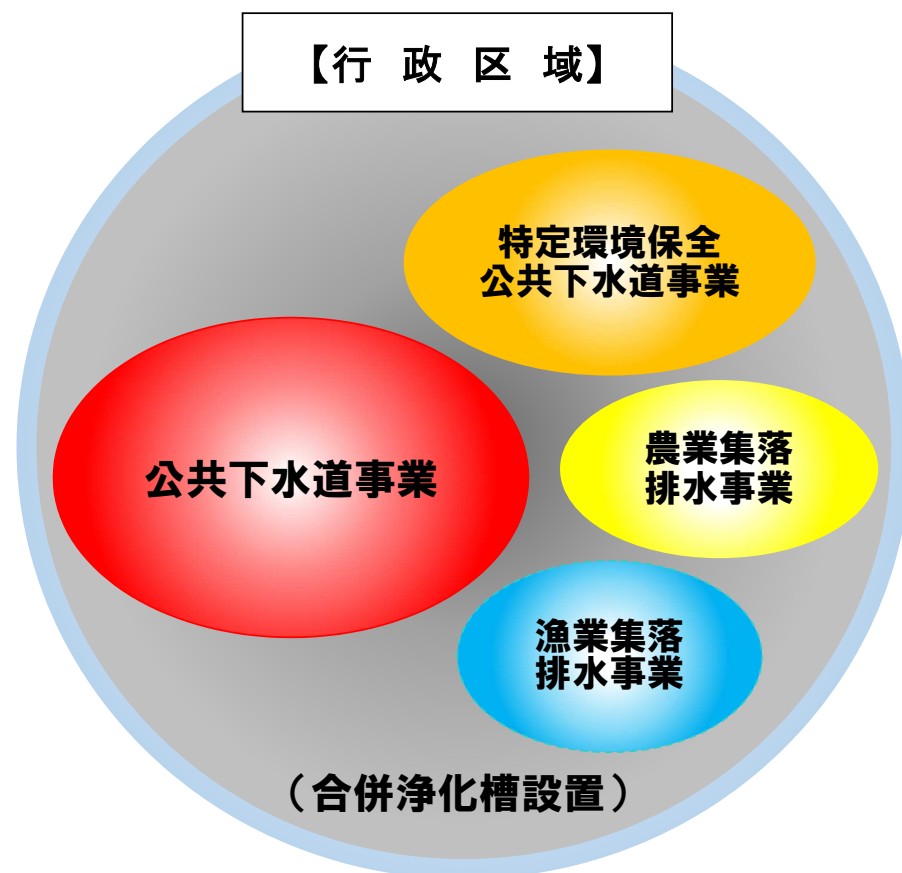 【行 政 区 域】
特定環境保全
公共下水道事業
公共下水道事業
農業集落
排水事業
漁業集落
排水事業
（合併浄化槽設置）